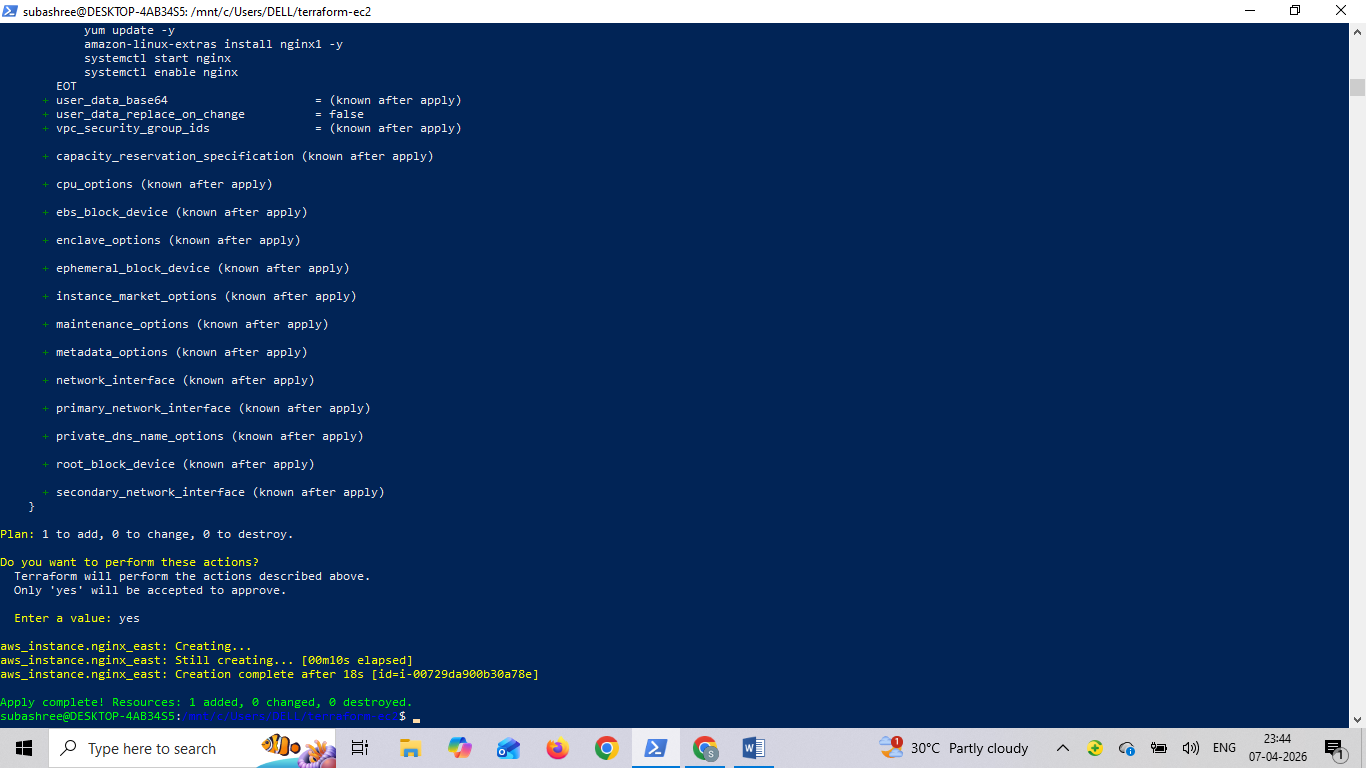 subashree@DESKTOP-4AB34S5: /mnt/c/Users/DELL/terraform-ec2
yum update -y
amazon-linux-extras install nginx1 -y
systemctl start nginx
systemctl enable nginx
EOT
+ user_data_base64 = (known after apply)
+ user_data_replace_on_change = false
+ vpc_security_group_ids = (known after apply)
+ capacity_reservation_specification (known after apply)
+ cpu_options (known after apply)
+ ebs_block_device (known after apply)
+ enclave_options (known after apply)
+ ephemeral_block_device (known after apply)
+ instance_market_options (known after apply)
+ maintenance_options (known after apply)
+ metadata_options (known after apply)
+ network_interface (known after apply)
+ primary_network_interface (known after apply)
+ private_dns_name_options (known after apply)
+ root_block_device (known after apply)
+ secondary_network_interface (known after apply)
}
Plan: 1 to add, 0 to change, 0 to destroy.
Do you want to perform these actions?
Terraform will perform the actions described above.
Only 'yes' will be accepted to approve.
Enter a value: yes
aws_instance.nginx_east: Creating...
aws_instance.nginx_east: Still creating... [00m10s elapsed]
aws_instance.nginx_east: Creation complete after 18s [id=i-00729da900b30a78e]
Apply complete! Resources: 1 added, 0 changed, 0 destroyed.
subashree@DESKTOP-4AB34S5:/mnt/c/Users/DELL/terraform-ec2$
Type here to search
1
30°C Partly cloudy
ENG
23:44
07-04-2026
1